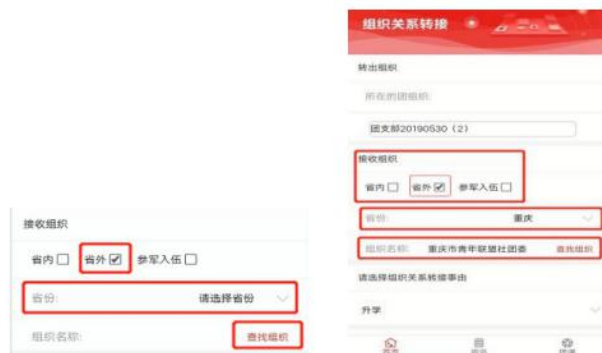 接收组织
省内 省外 参军入伍
省份: 请选择省份
组织名称: 查找组织
组织关系转接
转出组织
所在的团组织:
团支部20190530(2)
接收组织
省内 省外 参军入伍
省份: 重庆
组织名称: 重庆市青年联盟社团委 查找组织
请选择组织关系转接事由
升学